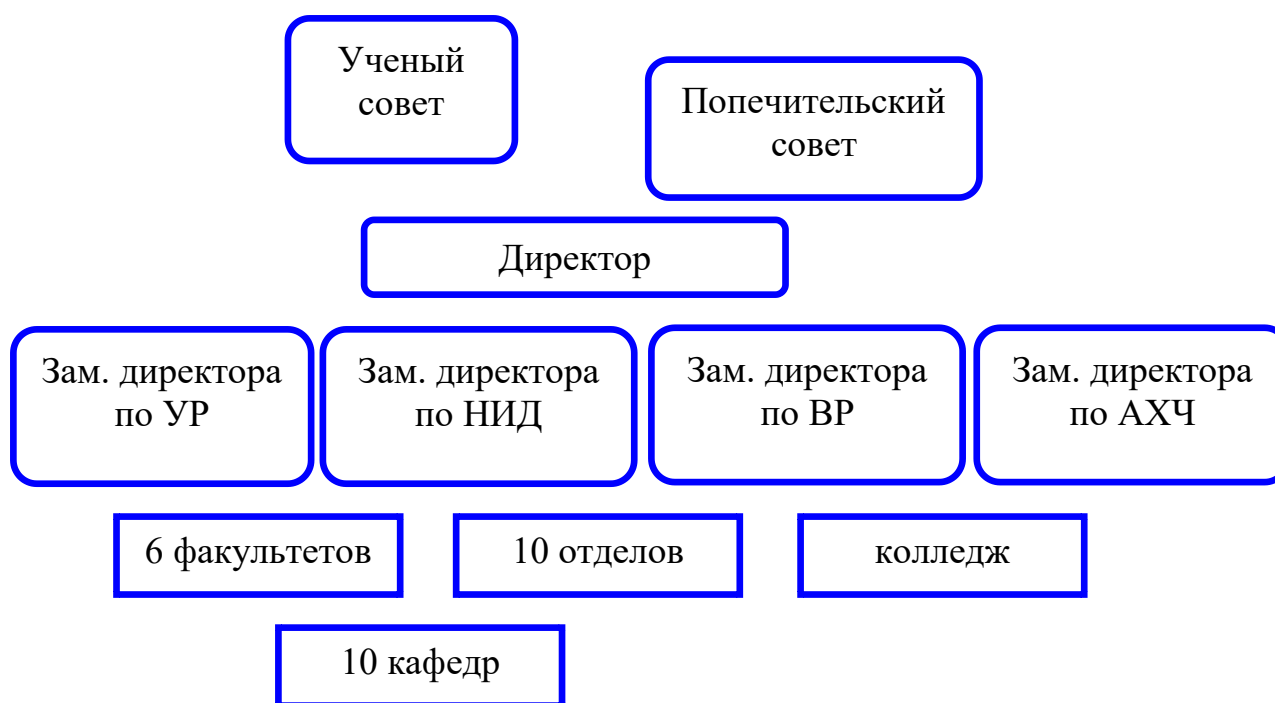 Ученый
совет
Попечительский
совет
Директор
Зам. директора
по УР
Зам. директора
по НИД
Зам. директора
по ВР
Зам. директора
по АХЧ
6 факультетов
10 отделов
колледж
10 кафедр